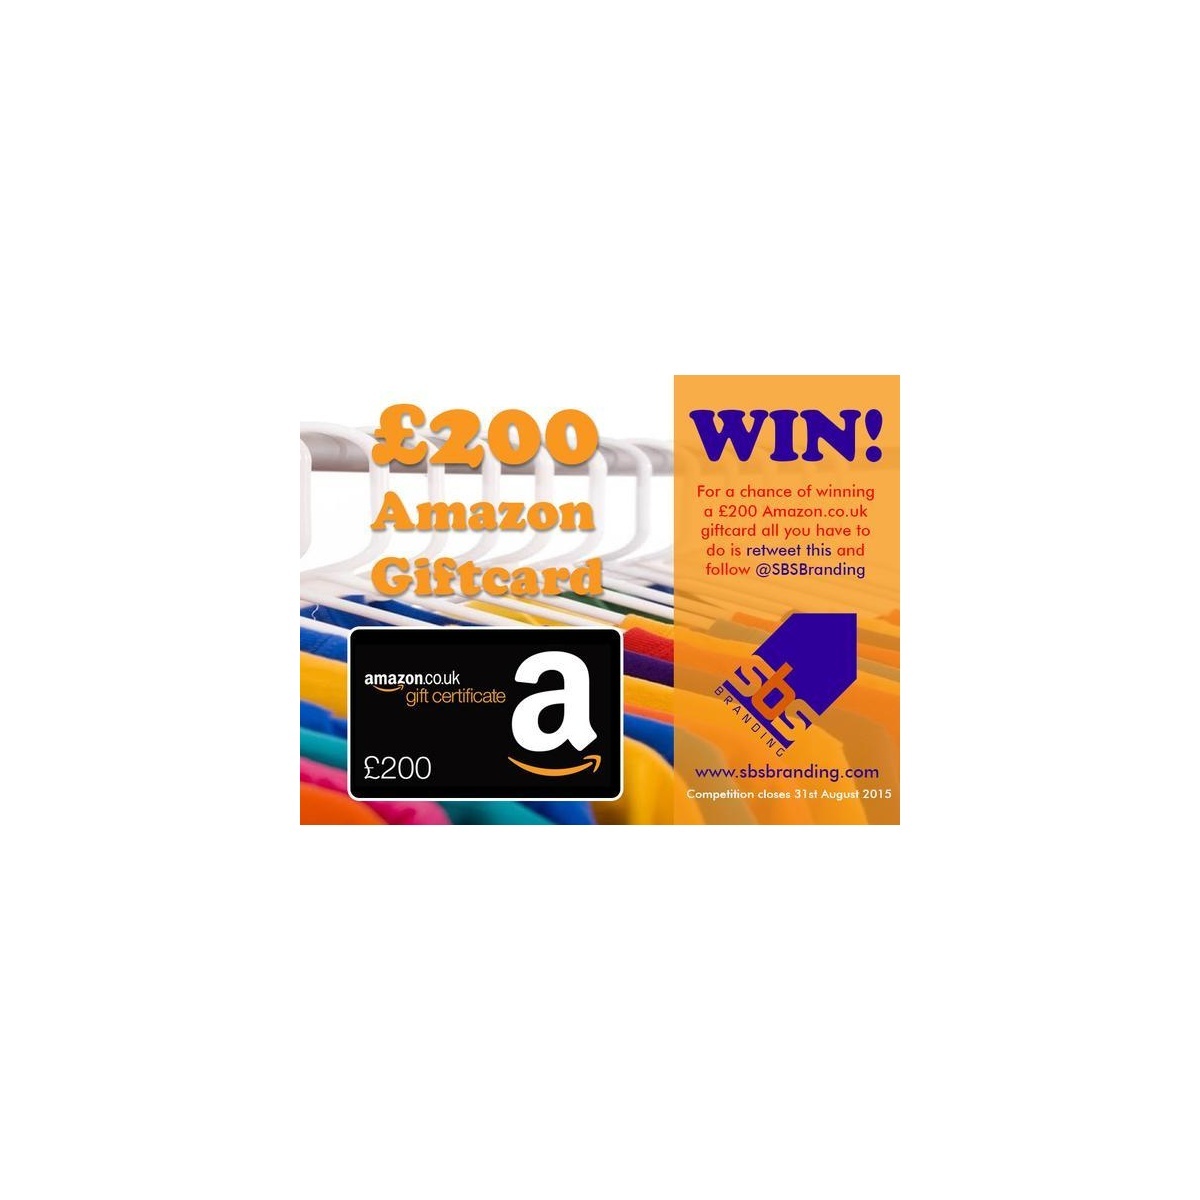 £200
Amazon
Giftcard
amazon.co.uk
gift certificate
a
£200
WIN!
For a chance of winning
a £200 Amazon.co.uk
giftcard all you have to
do is retweet this and
follow @SBSBranding
sbs
BRANDING
www.sbsbranding.com
Competition closes 31st August 2015